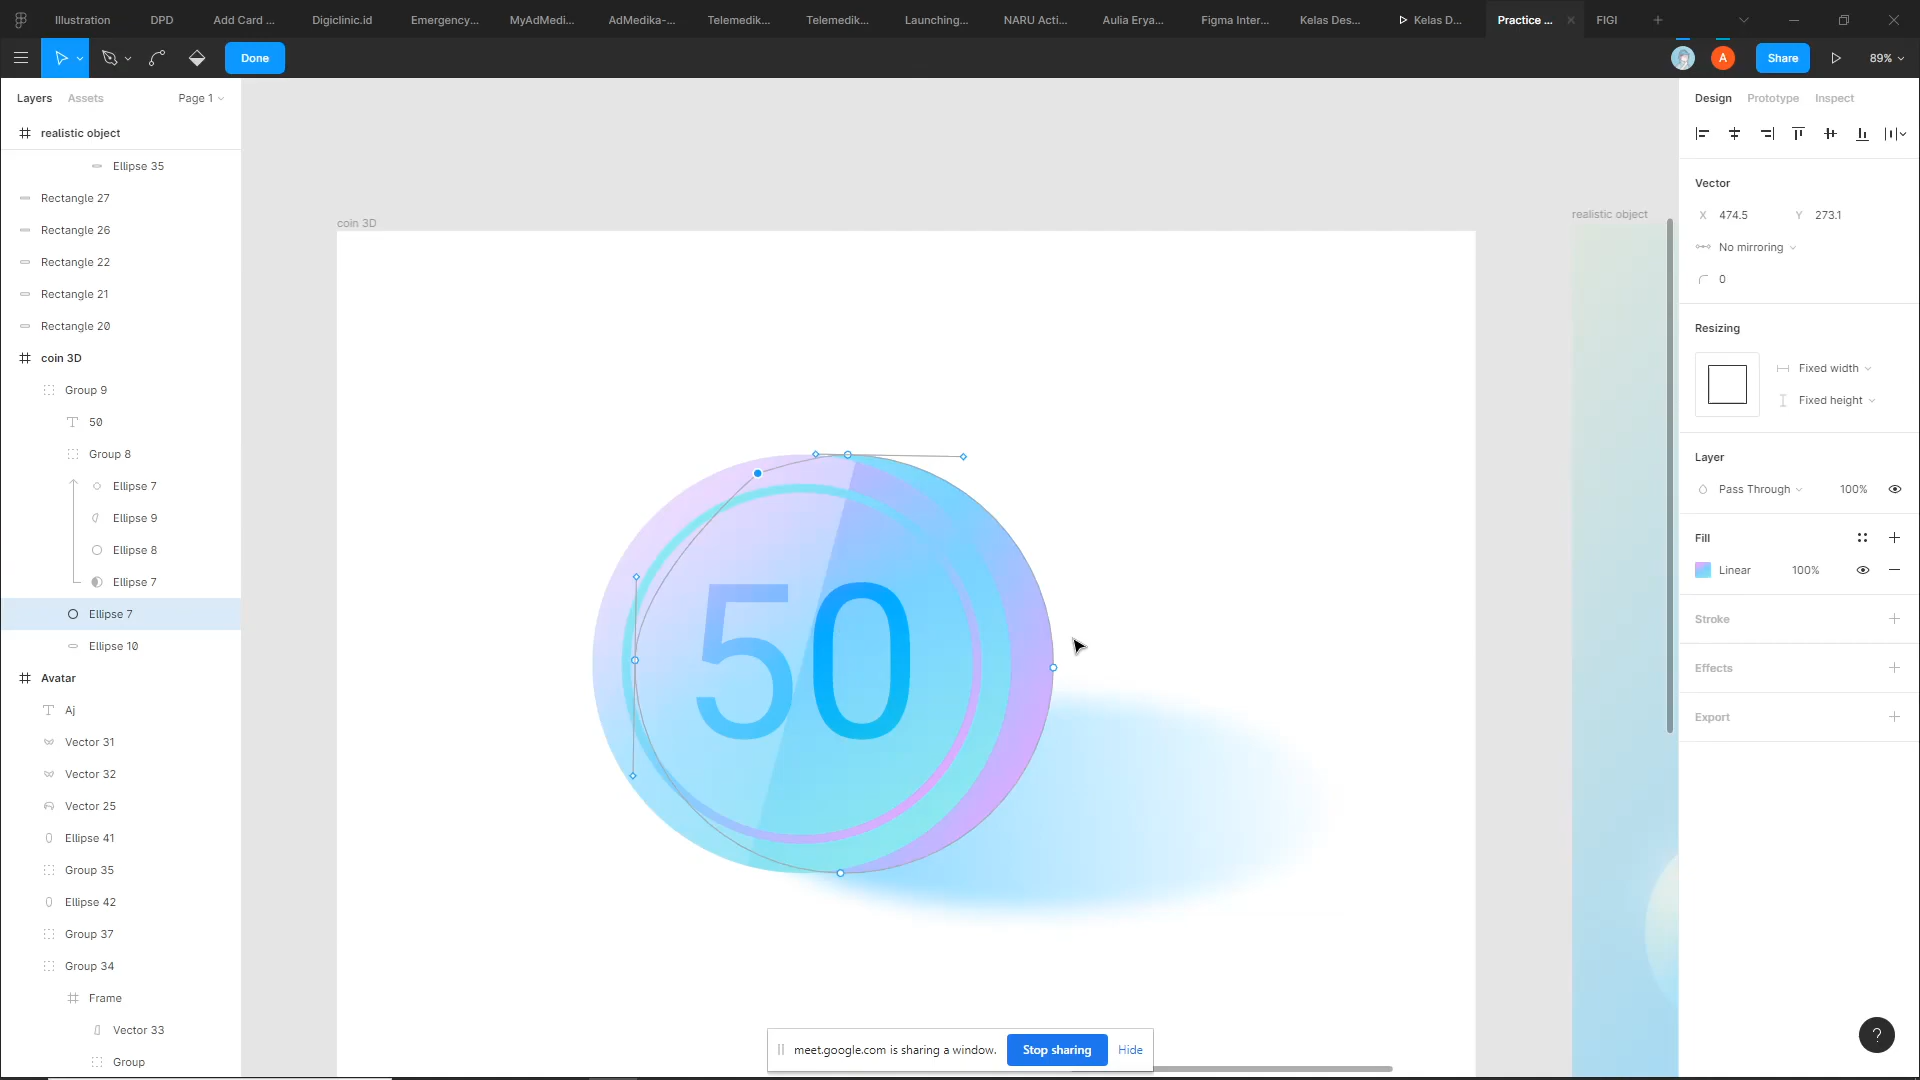 Illustration DPD Add Card ... Digiclinic.id Emergency... MyAdMedi... AdMedika-... Telemedik... Telemedik... Launching... NARU Acti... Aulia Erya... Figma Inter... Kelas Des... Kelas D... Practice ... FIGI
Done A Share 89%
Layers Assets Page 1
realistic object
Ellipse 35
Rectangle 27
Rectangle 26
Rectangle 22
Rectangle 21
Rectangle 20
coin 3D
Group 9
50
Group 8
Ellipse 7
Ellipse 9
Ellipse 8
Ellipse 7
Ellipse 7
Ellipse 10
Avatar
Aj
Vector 31
Vector 32
Vector 25
Ellipse 41
Group 35
Ellipse 42
Group 37
Group 34
Frame
Vector 33
Group
coin 3D
realistic object
50
meet.google.com is sharing a window. Stop sharing Hide
Design Prototype Inspect
Vector
X 474.5 Y 273.1
No mirroring
0
Resizing
Fixed width
Fixed height
Layer
Pass Through 100%
Fill
Linear 100%
Stroke
Effects
Export
?